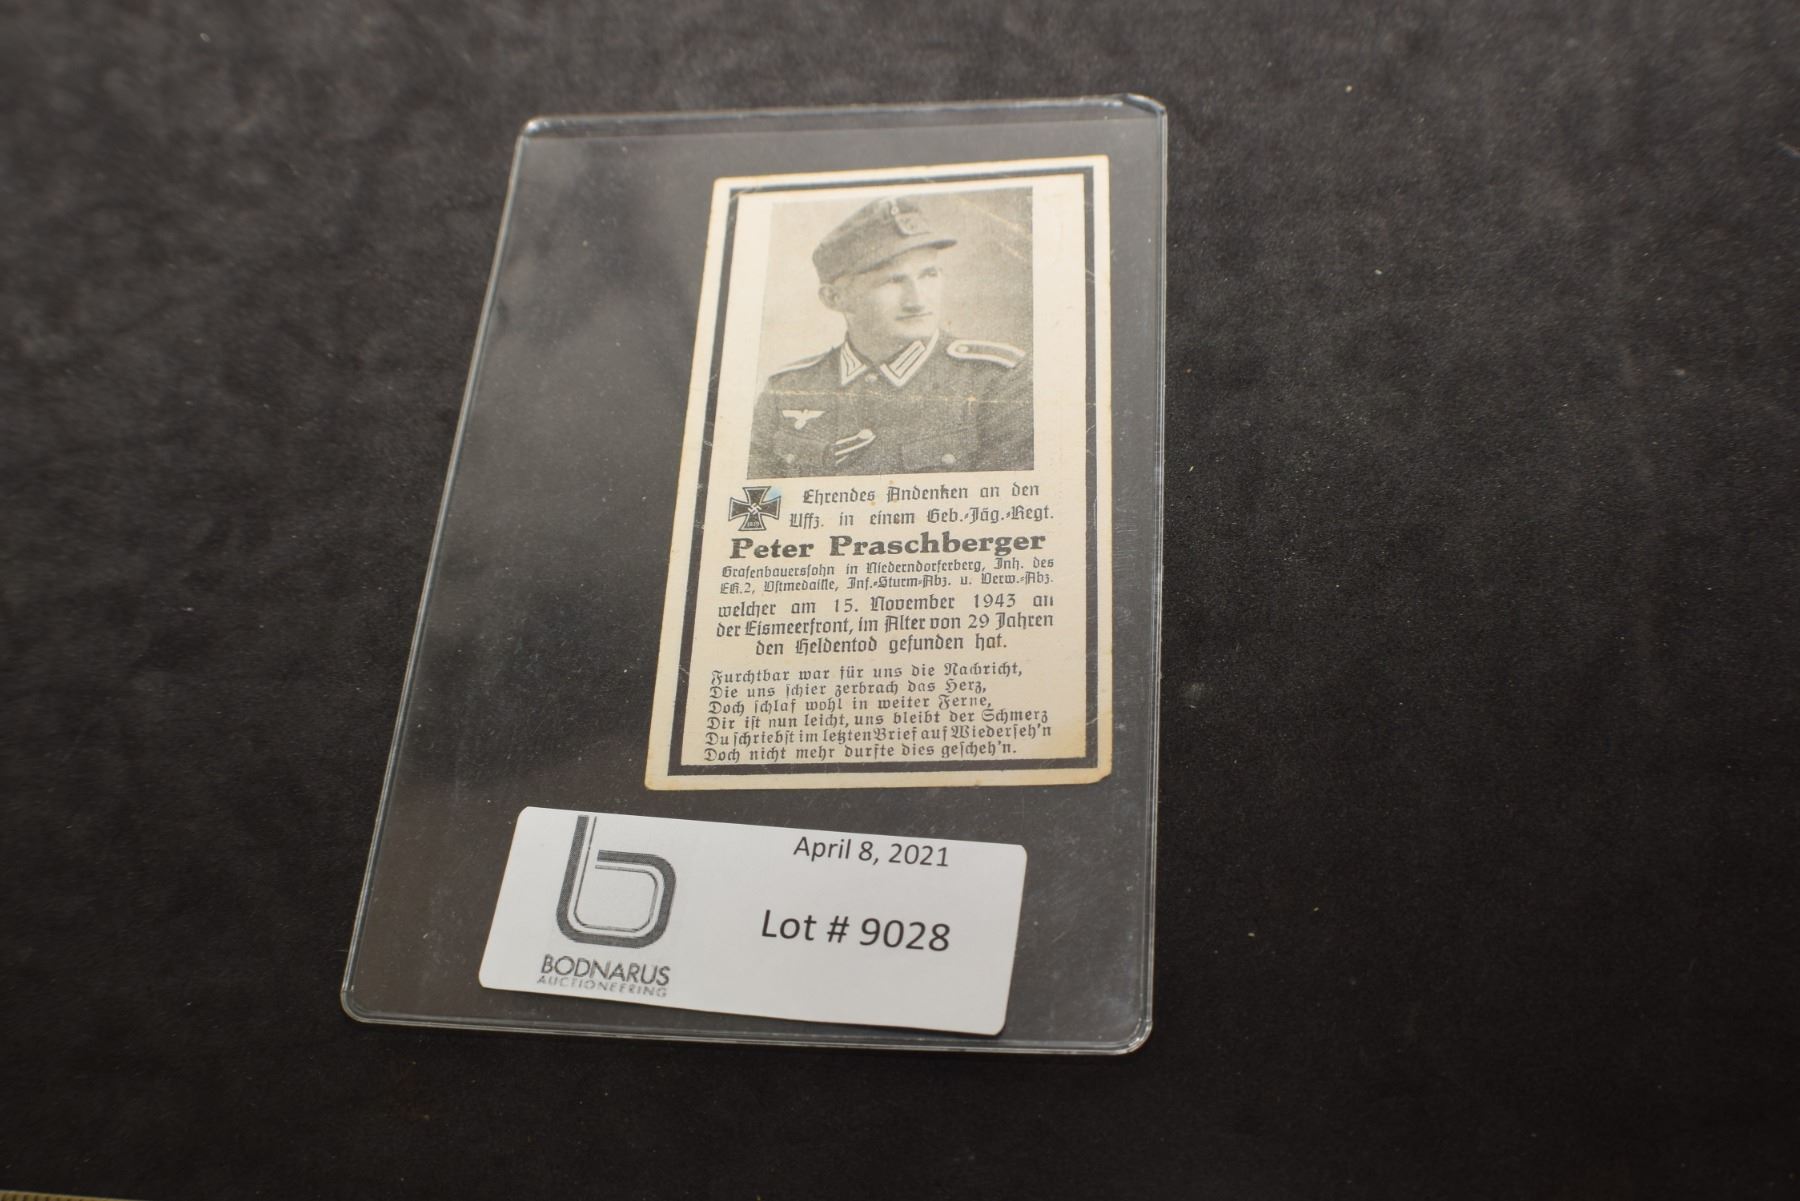 Ehrendes Andenken an den
Uffz. in einem Geb.-Jäg.-Regt.
Peter Praschberger
Grafenbauerssohn in Niederndorferberg, Inh. des
EK.2, Ostmedaille, Inf.-Sturm-Abz. u. Verw.-Abz.
welcher am 15. November 1943 an
der Eismeerfront, im Alter von 29 Jahren
den Heldentod gefunden hat.
Furchtbar war für uns die Nachricht,
Die uns schier zerbrach das Herz,
Doch schlaf wohl in weiter Ferne,
Dir ist nun leicht, uns bleibt der Schmerz
Du schriebst im letzten Brief auf Wiederseh'n
Doch nicht mehr durfte dies gescheh'n.
April 8, 2021
Lot # 9028
BODNARUS
AUCTIONEERING